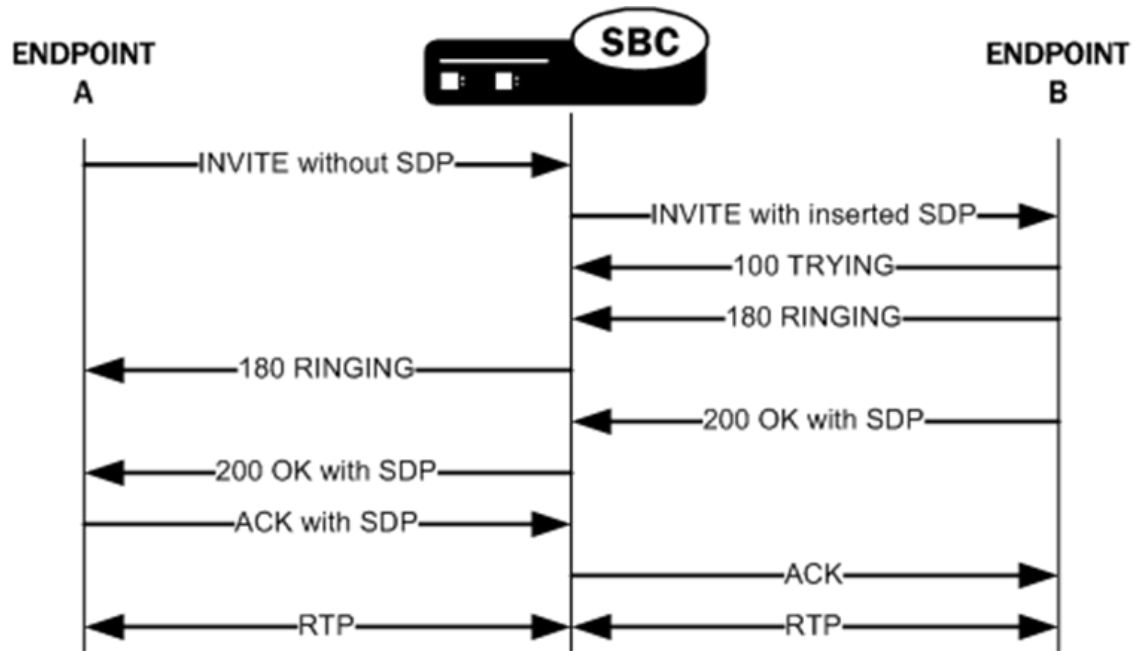 SBC
ENDPOINT
A
ENDPOINT
B
INVITE without SDP
INVITE with inserted SDP
100 TRYING
180 RINGING
180 RINGING
200 OK with SDP
200 OK with SDP
ACK with SDP
ACK
RTP
RTP